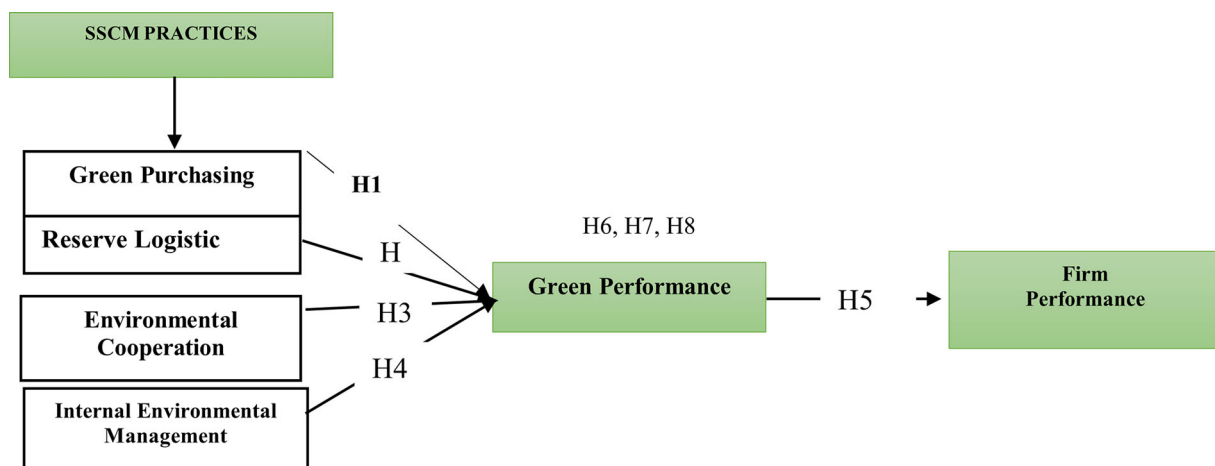 SSCM PRACTICES
Green Purchasing
H1
Reserve Logistic
H
H6, H7, H8
Green Performance
H3
Environmental
Cooperation
H4
Internal Environmental
Management
H5
Firm
Performance